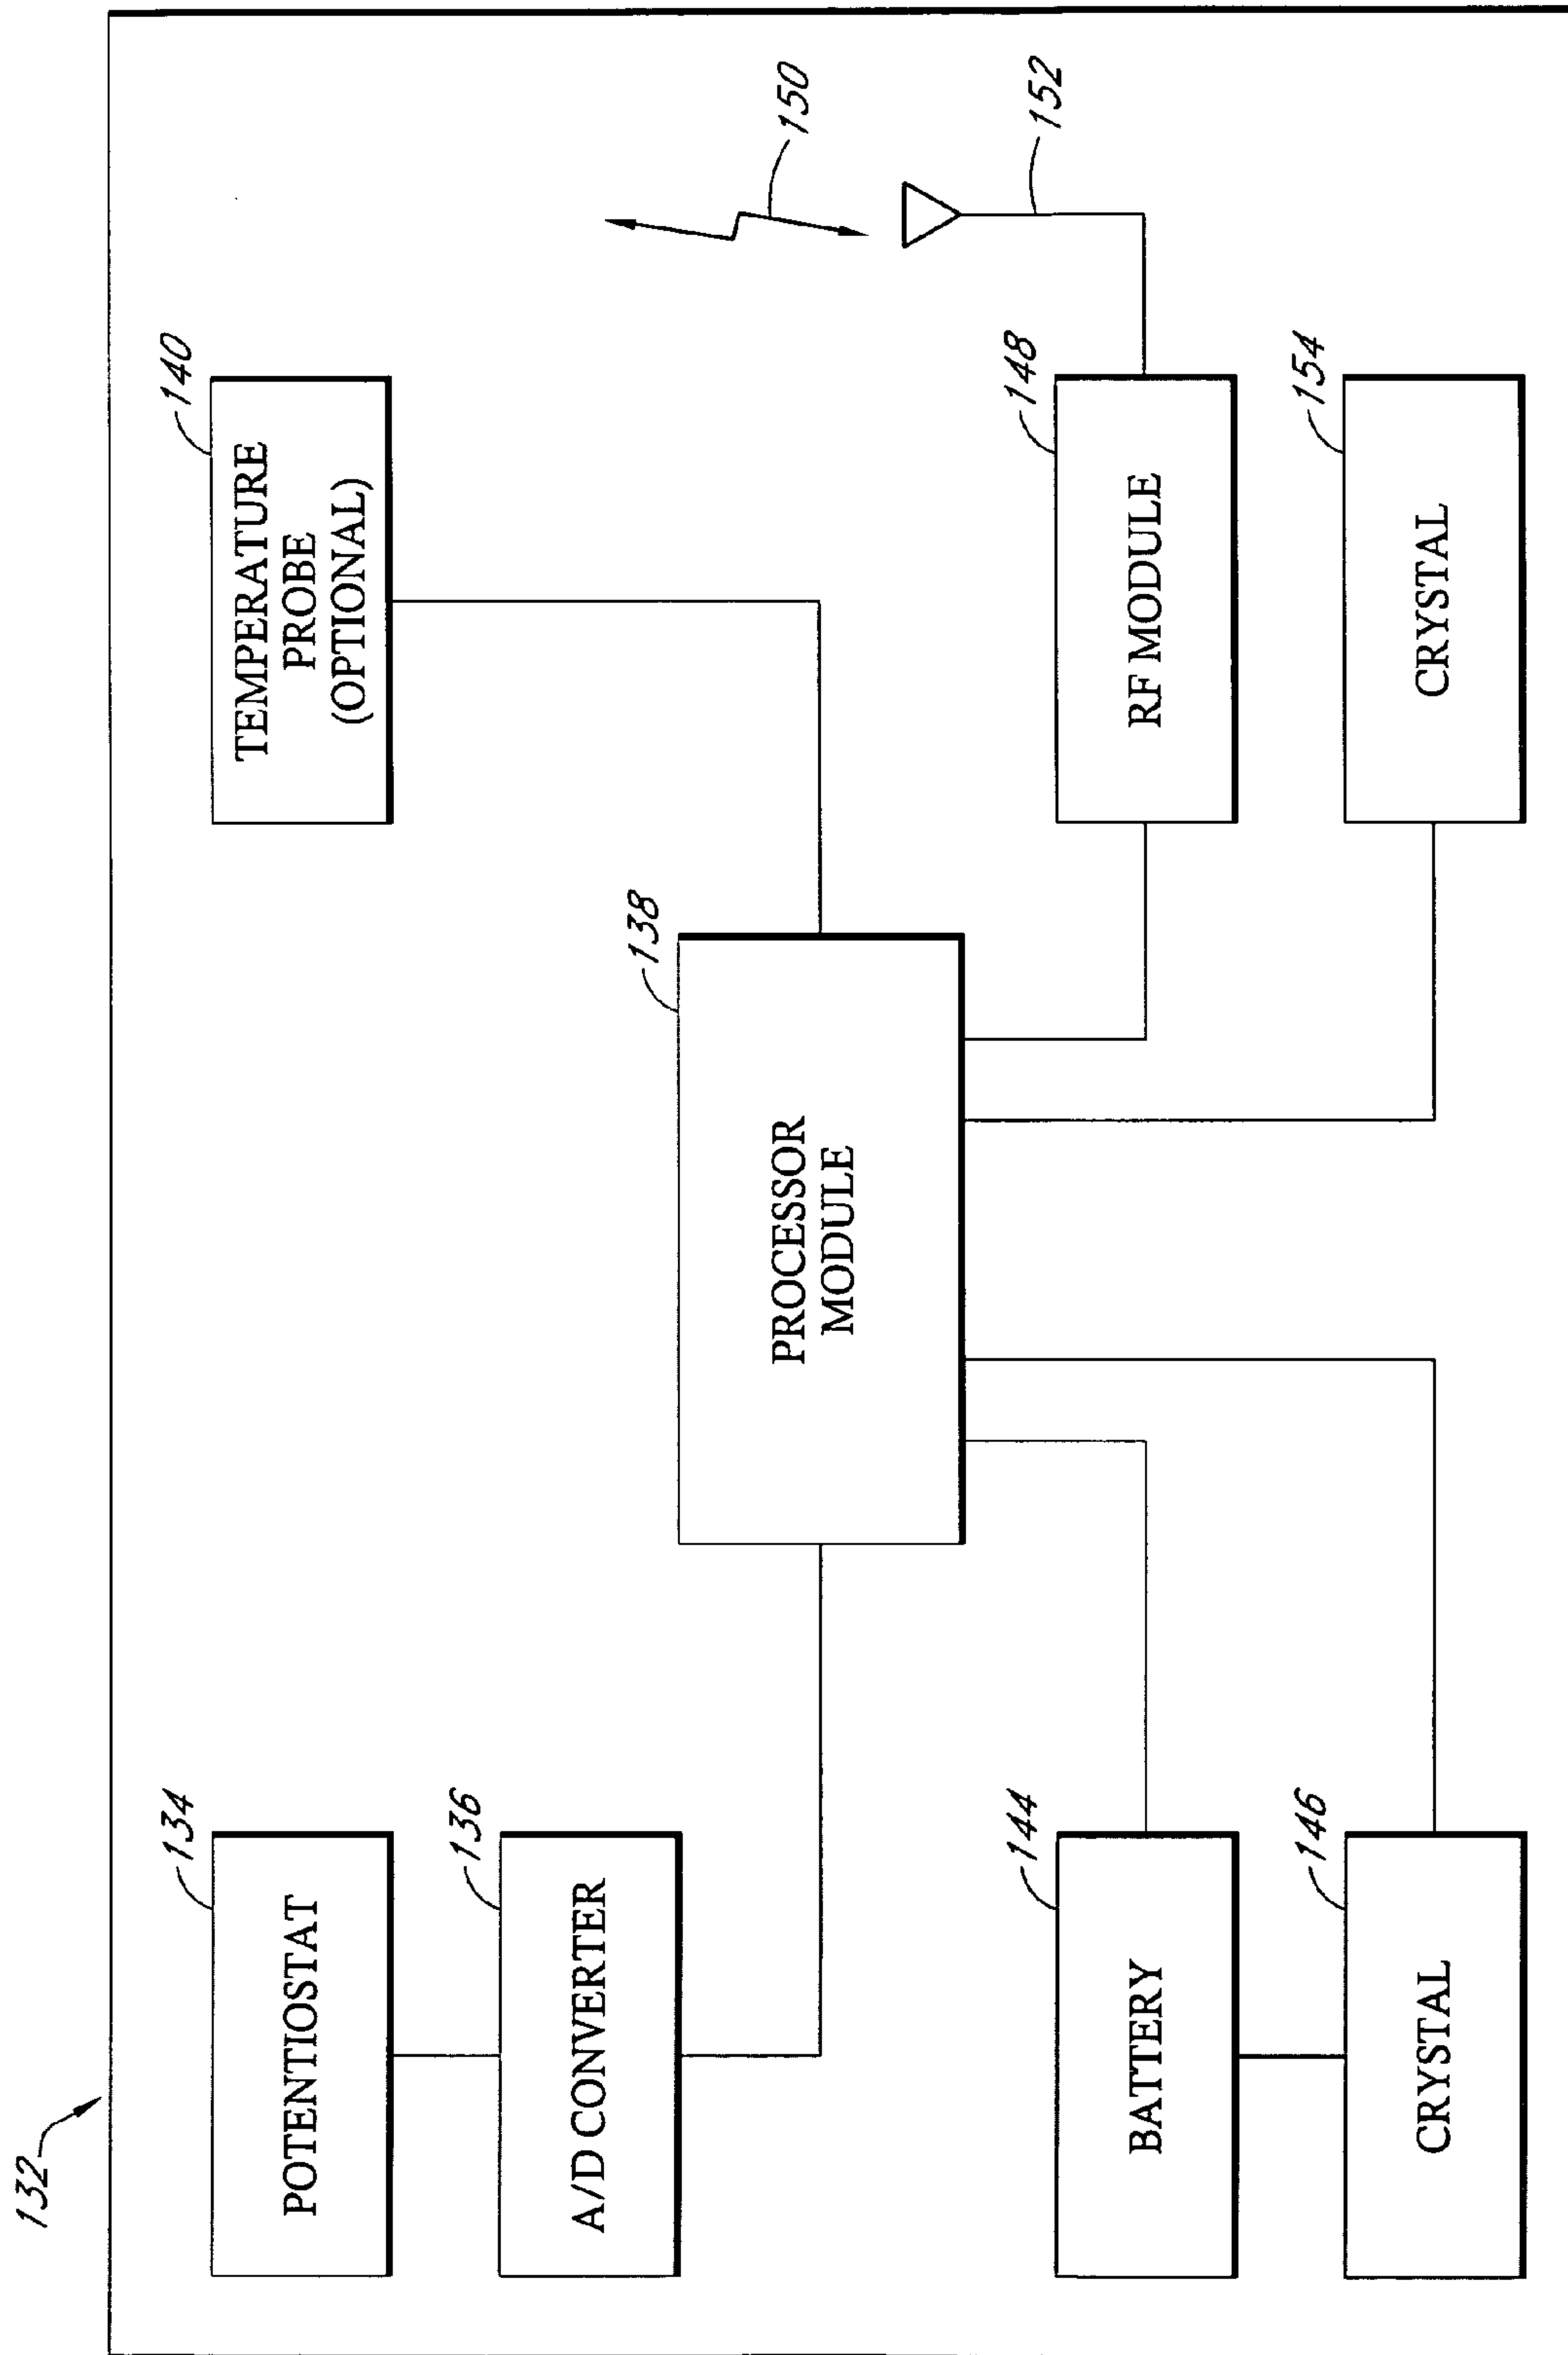 132
134
POTENTIOSTAT
136
A/D CONVERTER
140
TEMPERATURE
PROBE
(OPTIONAL)
138
PROCESSOR
MODULE
150
152
144
BATTERY
146
CRYSTAL
148
RF MODULE
154
CRYSTAL